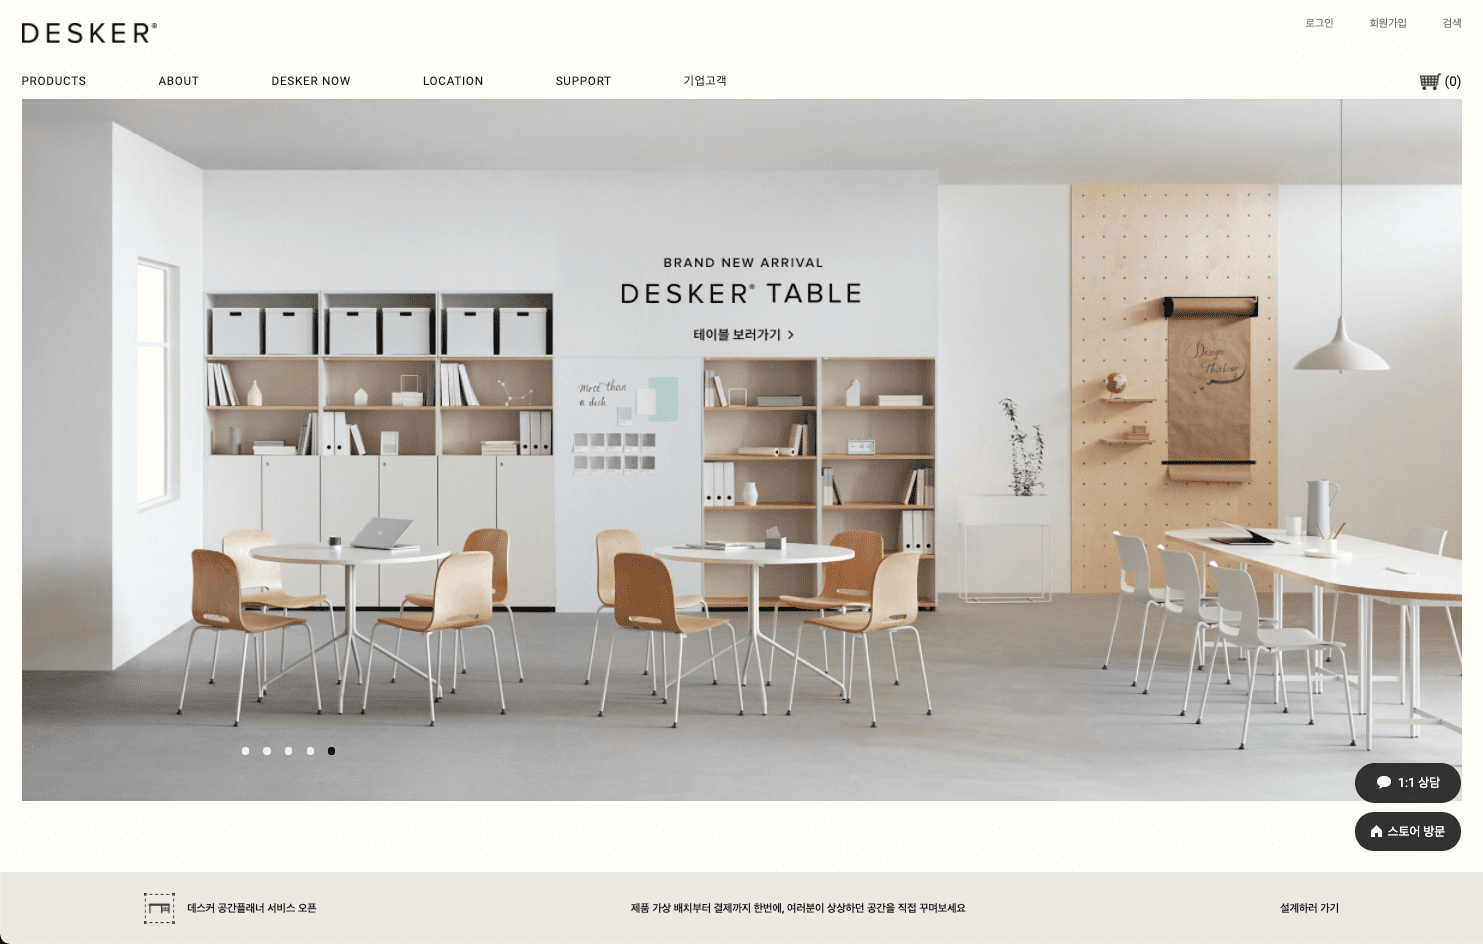 DESKER®
로그인 회원가입 검색
PRODUCTS ABOUT DESKER NOW LOCATION SUPPORT 기업고객
(0)
BRAND NEW ARRIVAL
DESKER® TABLE
테이블 보러가기 >
More than
a desk
Design
Thinking
1:1 상담
스토어 방문
데스커 공간플래너 서비스 오픈
제품 가상 배치부터 결제까지 한번에, 여러분이 상상하던 공간을 직접 꾸며보세요
설계하러 가기